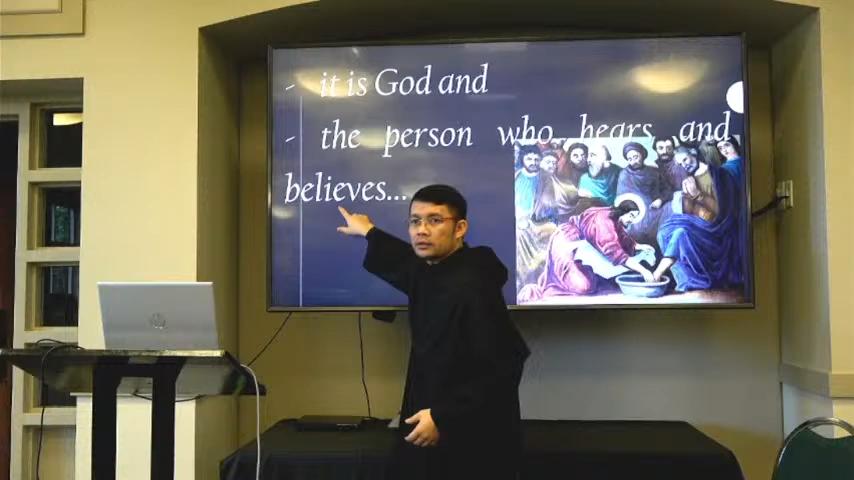 - it is God and
- the person who hears and
believes...